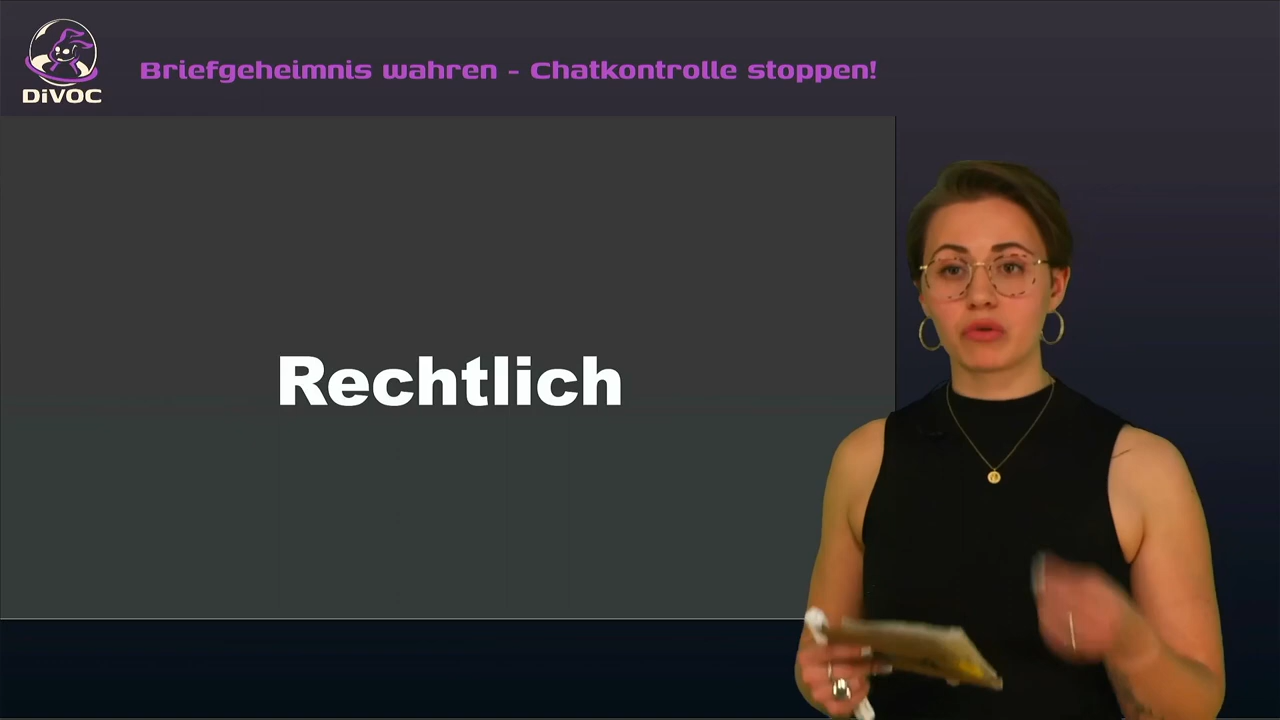 Briefgeheimnis wahren - Chatkontrolle stoppen!
DiVOC
Rechtlich